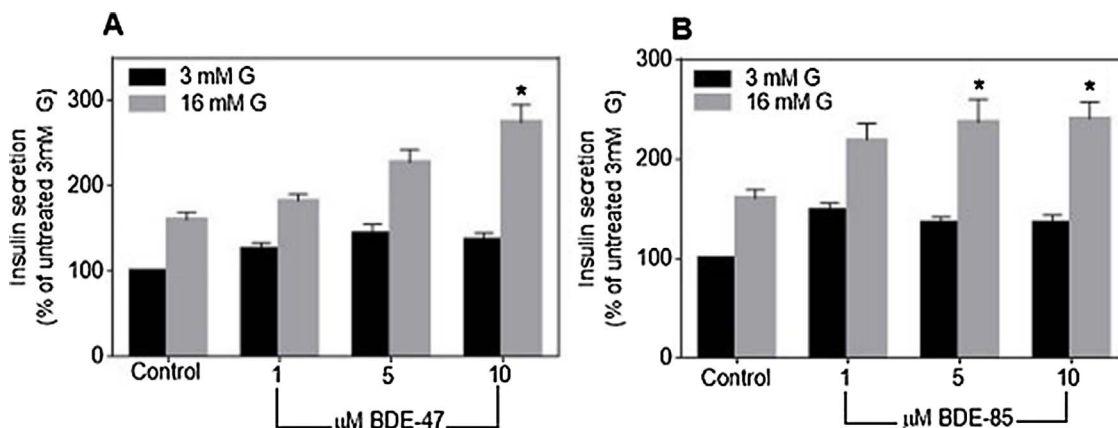 A
Insulin secretion
(% of untreated 3mM G)
300
200
100
0
3 mM G
16 mM G
*
Control
1
5
10
μM BDE-47
B
Insulin secretion
(% of untreated 3mM G)
300
200
100
0
3 mM G
16 mM G
*
*
Control
1
5
10
μM BDE-85